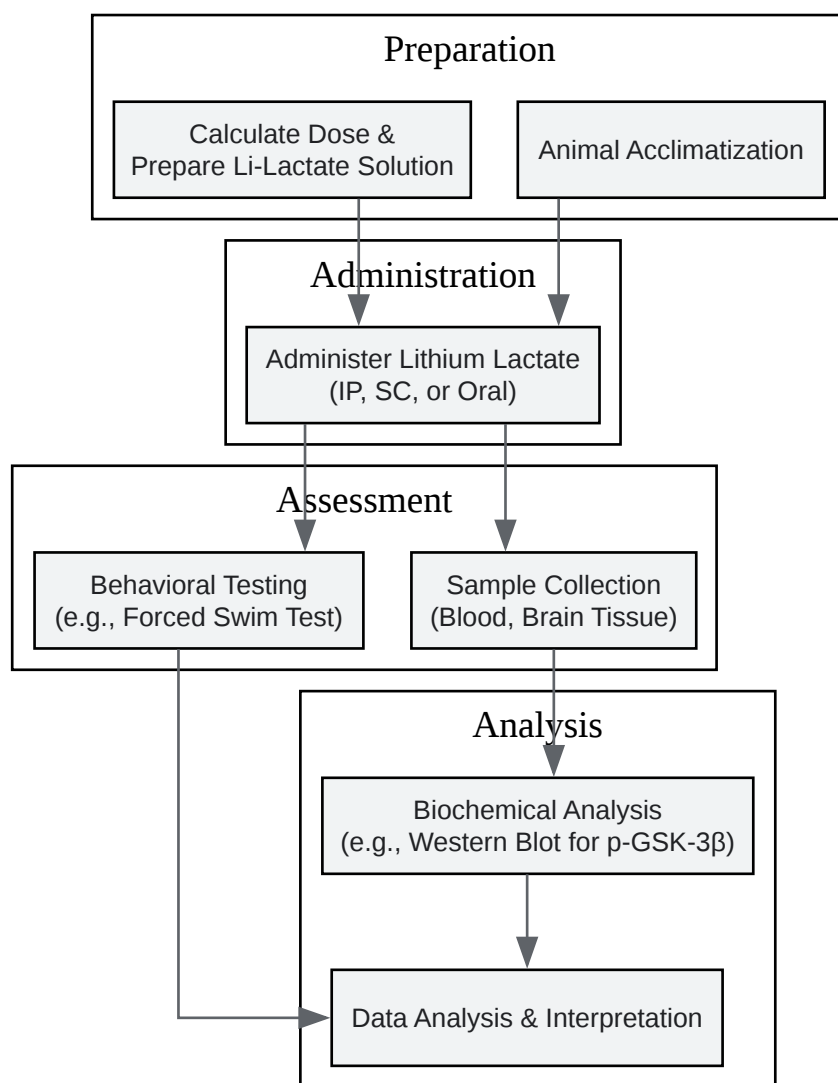 Preparation
Calculate Dose &
Prepare Li-Lactate Solution
Animal Acclimatization
Administration
Administer Lithium Lactate
(IP, SC, or Oral)
Assessment
Behavioral Testing
(e.g., Forced Swim Test)
Sample Collection
(Blood, Brain Tissue)
Analysis
Biochemical Analysis
(e.g., Western Blot for p-GSK-3β)
Data Analysis & Interpretation